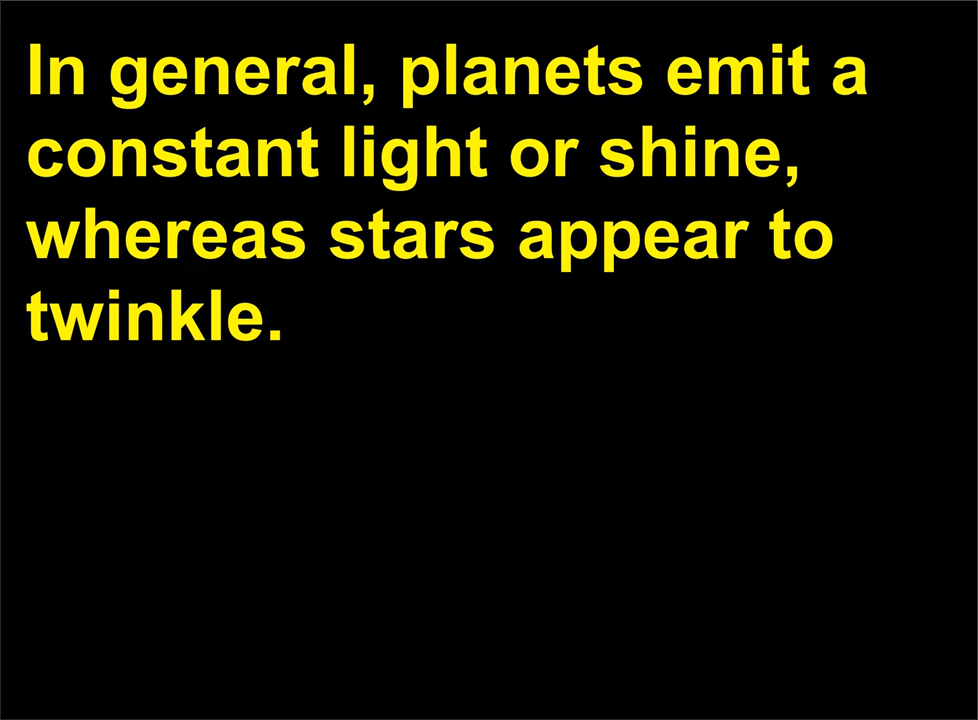 In general, planets emit a
constant light or shine,
whereas stars appear to
twinkle.